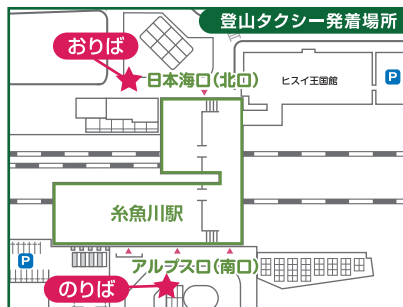 登山タクシー発着場所
おりば
日本海口(北口)
ヒスイ王国館
P
糸魚川駅
P
アルプス口(南口)
のりば